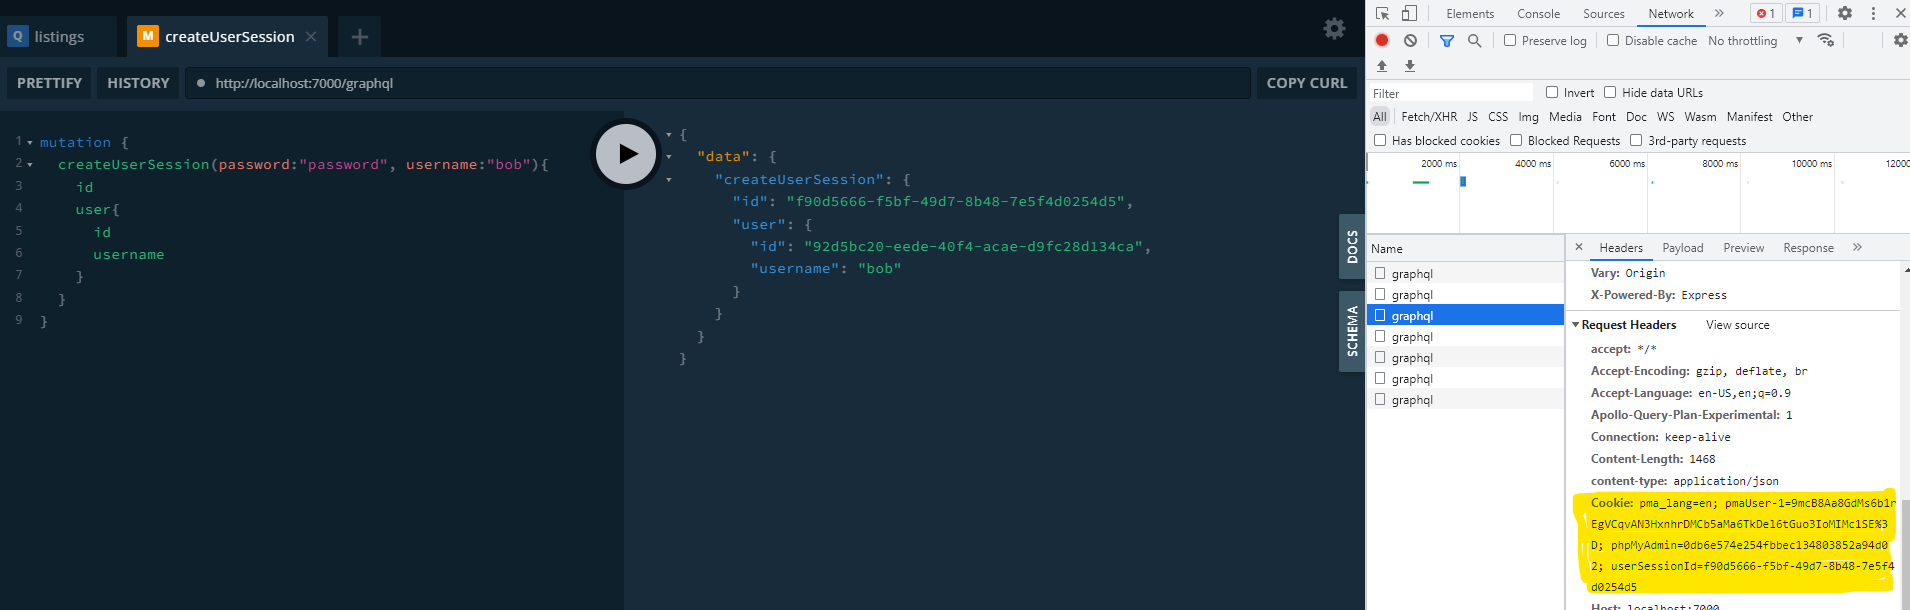 Q listings
M createUserSession ×
+
PRETTIFY HISTORY http://localhost:7000/graphql COPY CURL
1 mutation {
2 createUserSession(password:"password", username:"bob"){
3 id
4 user{
5 id
6 username
7 }
8 }
9 }
{
"data": {
"createUserSession": {
"id": "f90d5666-f5bf-49d7-8b48-7e5f4d0254d5",
"user": {
"id": "92d5bc20-eede-40f4-acae-d9fc28d134ca",
"username": "bob"
}
}
}
}
DOCS
SCHEMA
Elements Console Sources Network » 1 1
Preserve log Disable cache No throttling
Filter Invert Hide data URLs
All Fetch/XHR JS CSS Img Media Font Doc WS Wasm Manifest Other
Has blocked cookies Blocked Requests 3rd-party requests
2000 ms 4000 ms 6000 ms 8000 ms 10000 ms 12000
Name
graphql
graphql
graphql
graphql
graphql
graphql
graphql
× Headers Payload Preview Response »
Vary: Origin
X-Powered-By: Express
Request Headers View source
accept: */*
Accept-Encoding: gzip, deflate, br
Accept-Language: en-US,en;q=0.9
Apollo-Query-Plan-Experimental: 1
Connection: keep-alive
Content-Length: 1468
content-type: application/json
Cookie: pma_lang=en; pmaUser-1=9mcB8Aa8GdMs6b1r
EgVCqvAN3HxnhrDMCb5aMa6TkDel6tGuo3IoMIMc1SE%3
D; phpMyAdmin=0db6e574e254fbbec134803852a94d0
2; userSessionId=f90d5666-f5bf-49d7-8b48-7e5f4
d0254d5
Host: localhost:7000